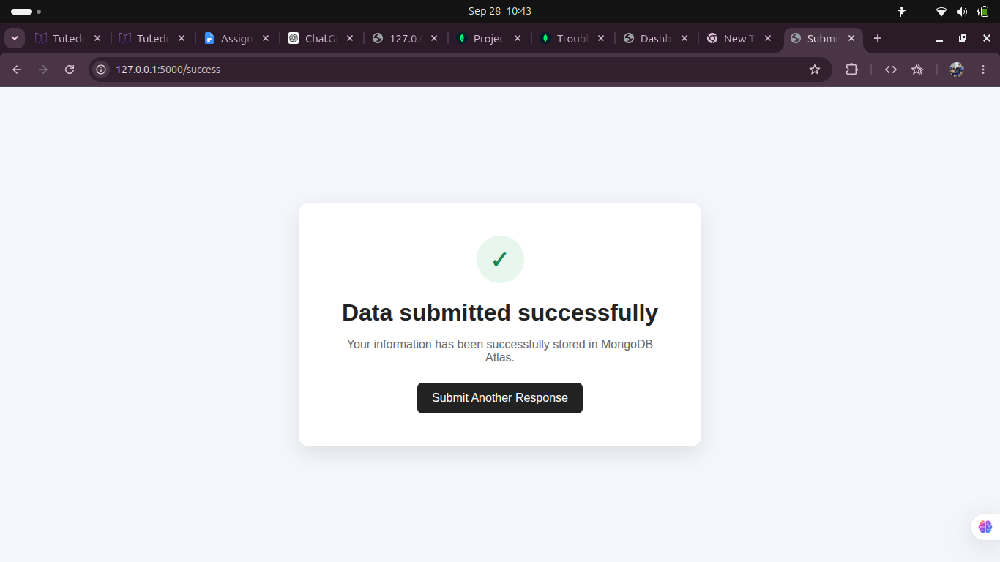 Sep 28 10:43
Tutedu
Tutedu
Assign
ChatG
127.0.
Projec
Troub
Dashb
New T
Submi
127.0.0.1:5000/success
✓
Data submitted successfully
Your information has been successfully stored in MongoDB
Atlas.
Submit Another Response